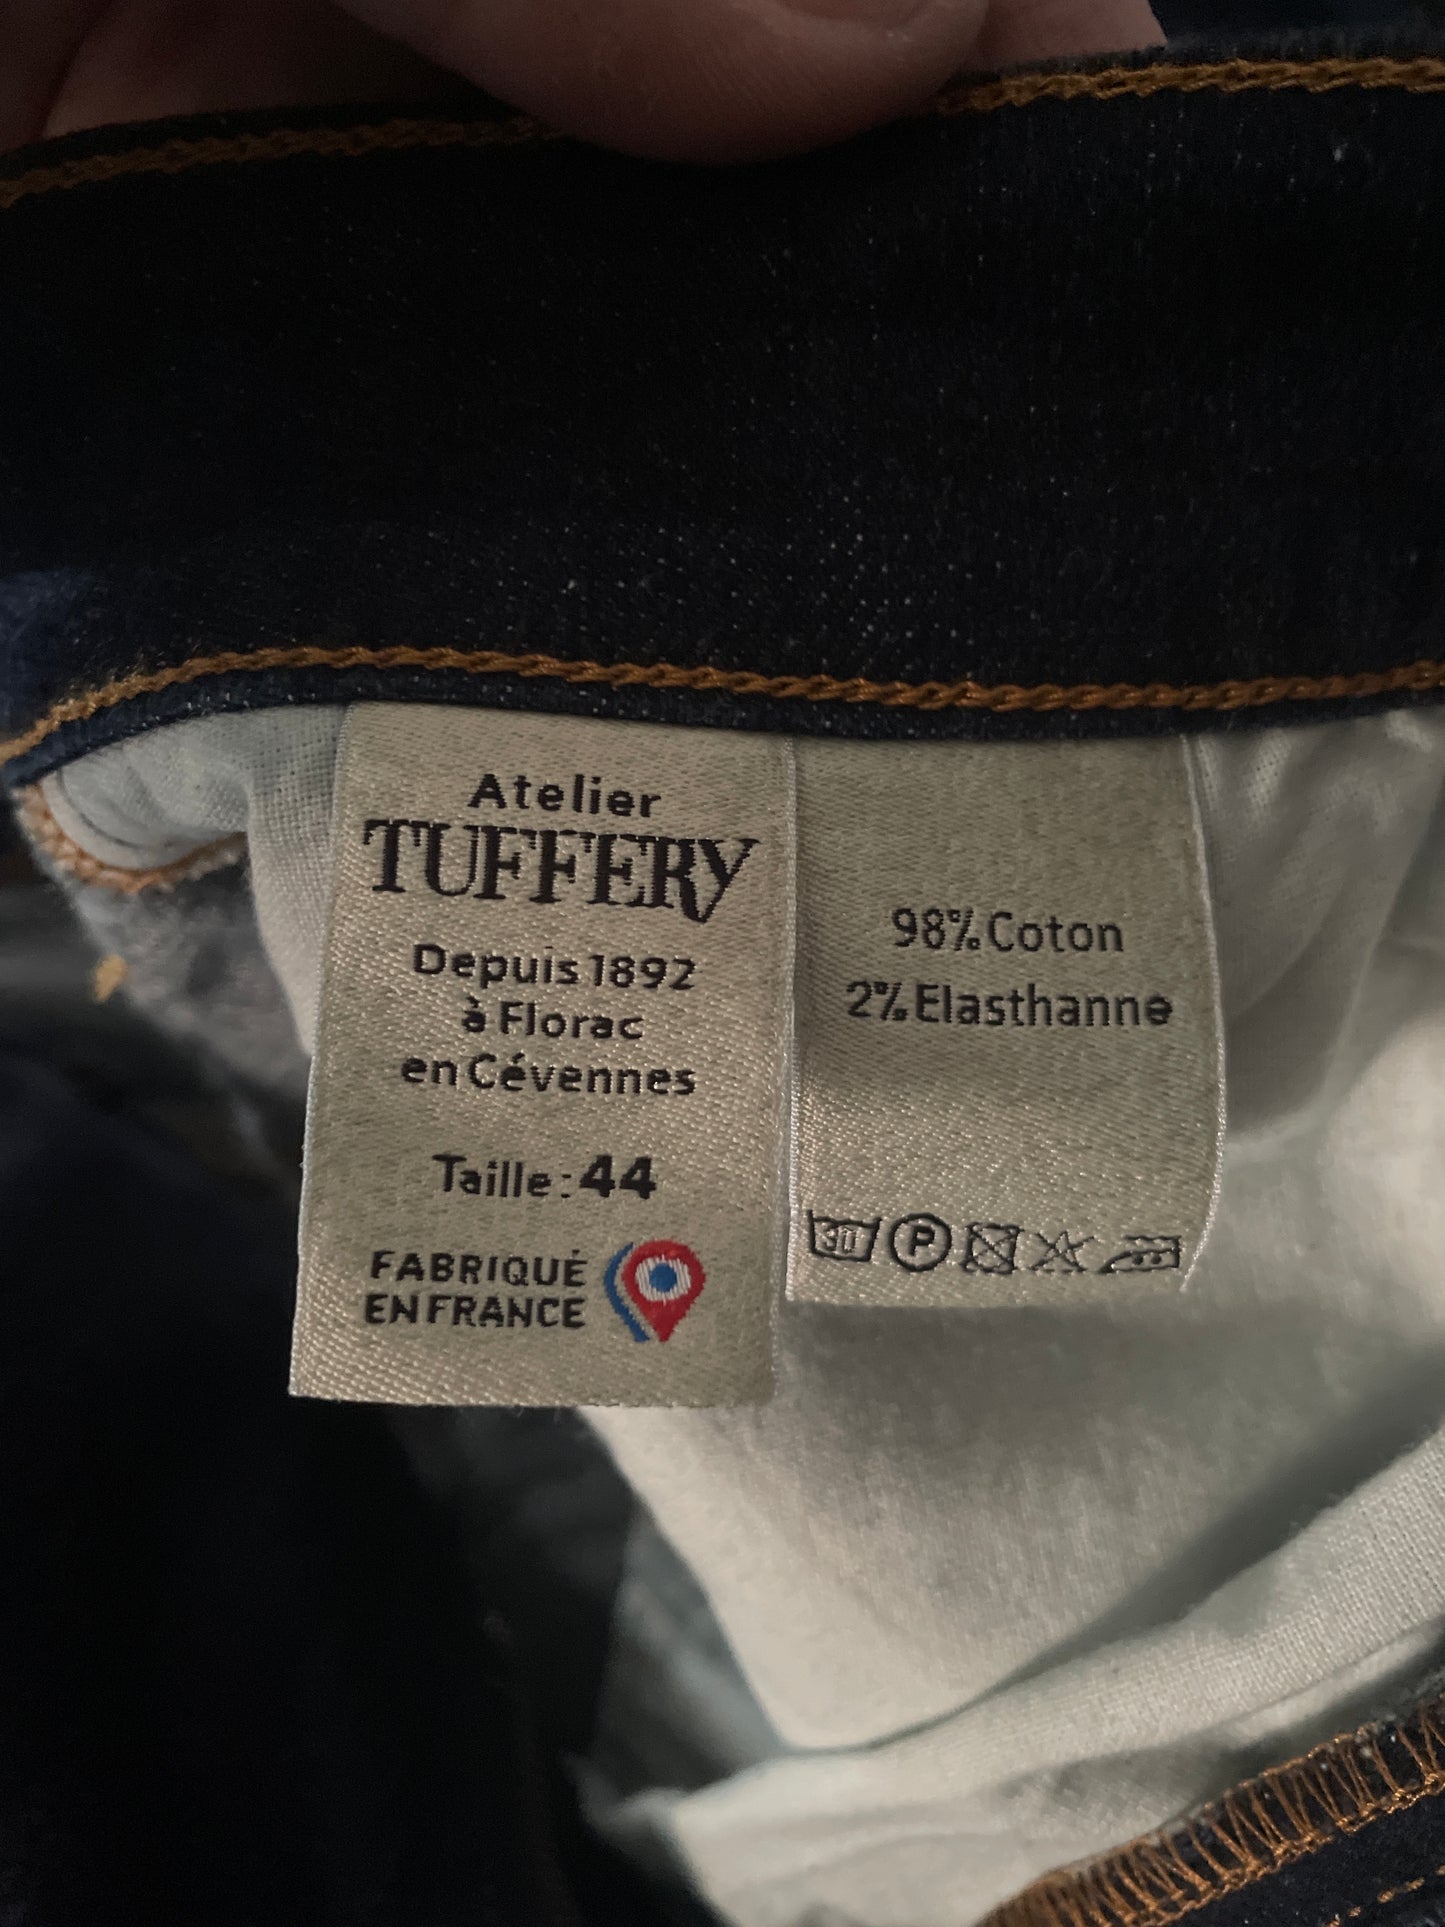 Atelier
TUFFERY
Depuis 1892
à Florac
en Cévennes
Taille : 44
FABRIQUÉ
EN FRANCE
98% Coton
2% Elasthanne
30 P